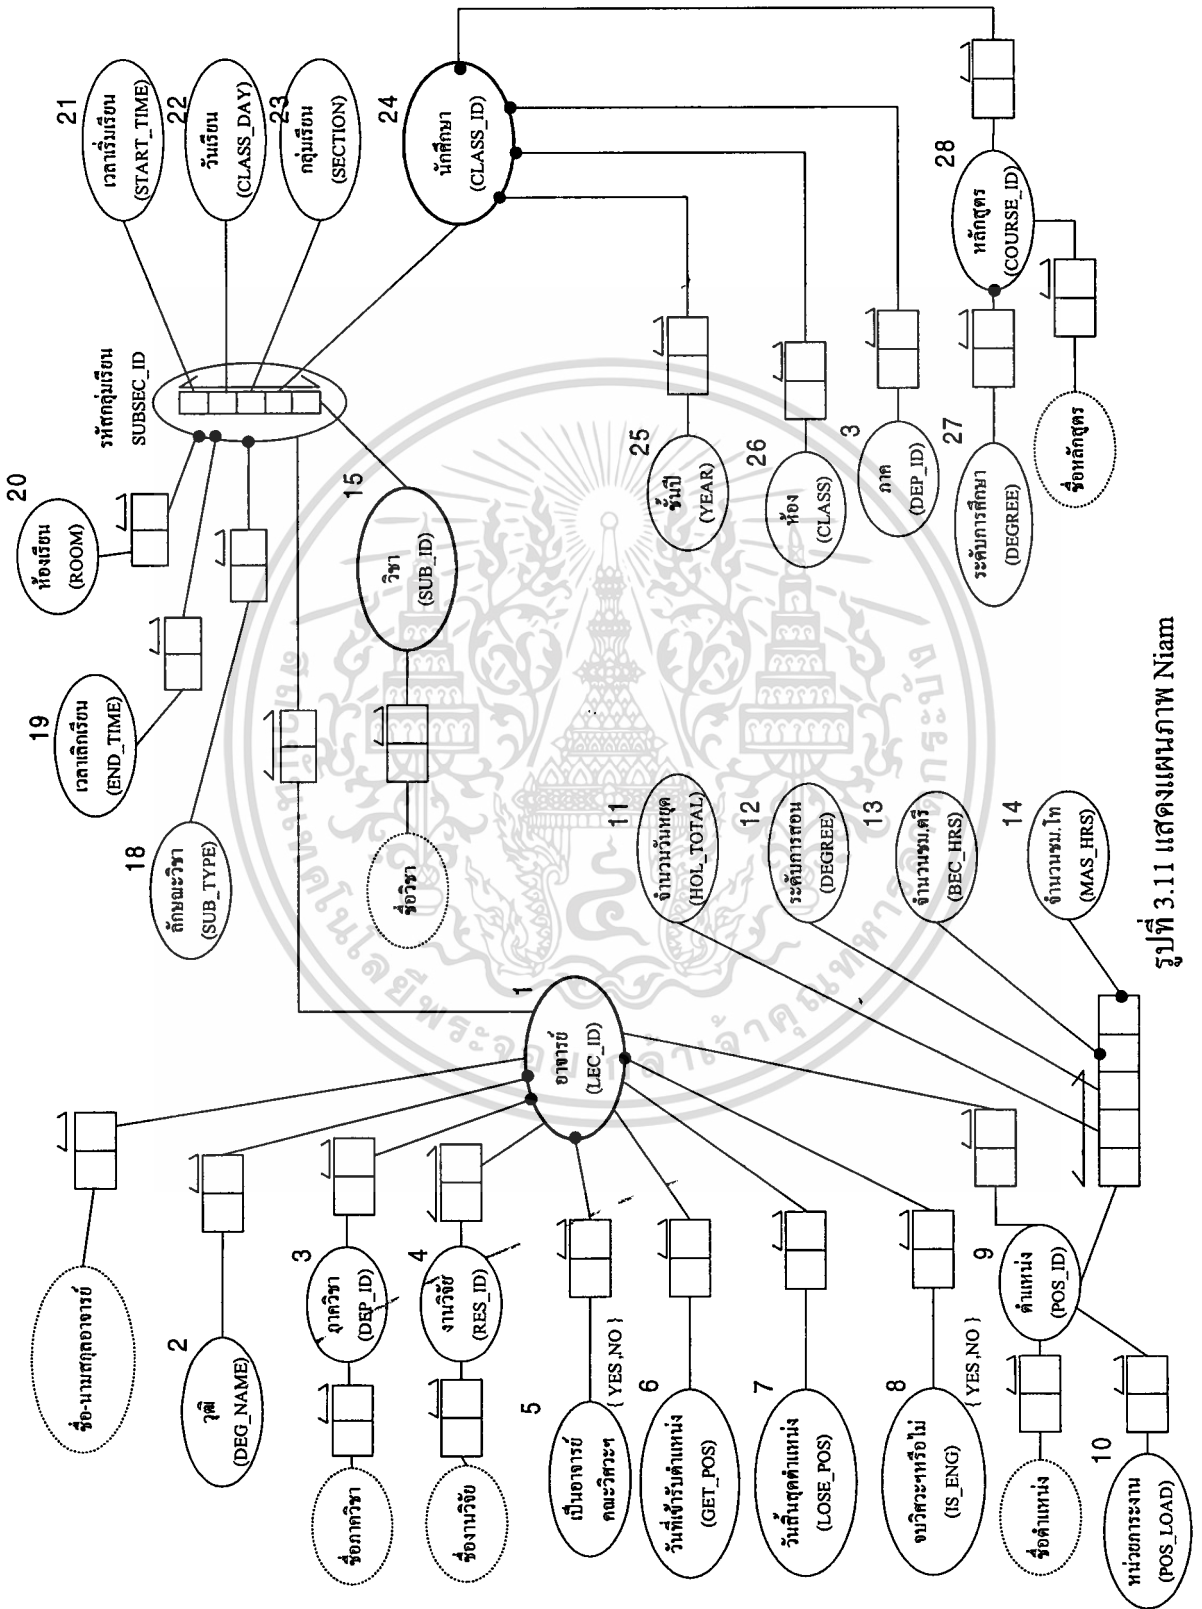 ชื่อ-นามสกุลอาจารย์
2
วุฒิ
(DEG_NAME)
ชื่อภาควิชา
3
ภาควิชา
(DEP_ID)
ชื่องานวิจัย
4
งานวิจัย
(RES_ID)
5
เป็นอาจารย์
คณะวิศวะฯ
{ YES ,NO }
6
วันที่เข้ารับตำแหน่ง
(GET_POS)
7
วันสิ้นสุดตำแหน่ง
(LOSE_POS)
8
จบวิศวะฯหรือไม่
(IS_ENG)
{ YES ,NO }
ชื่อตำแหน่ง
9
ตำแหน่ง
(POS_ID)
10
หน่วยภาระงาน
(POS_LOAD)
1
อาจารย์
(LEC_ID)
11
จำนวนวันหยุด
(HOL_TOTAL)
12
ระดับการสอน
(DEGREE)
13
จำนวนชม.ตรี
(BEC_HRS)
14
จำนวนชม.โท
(MAS_HRS)
18
ลักษณะวิชา
(SUB_TYPE)
19
เวลาเลิกเรียน
(END_TIME)
20
ห้องเรียน
(ROOM)
ชื่อวิชา
15
วิชา
(SUB_ID)
รหัสกลุ่มเรียน
SUBSEC_ID
21
เวลาเริ่มเรียน
(START_TIME)
22
วันเรียน
(CLASS_DAY)
23
กลุ่มเรียน
(SECTION)
24
นักศึกษา
(CLASS_ID)
25
ชั้นปี
(YEAR)
26
ห้อง
(CLASS)
3
ภาค
(DEP_ID)
27
ระดับการศึกษา
(DEGREE)
28
หลักสูตร
(COURSE_ID)
ชื่อหลักสูตร
รูปที่ 3.11 แสดงแผนภาพ Niam